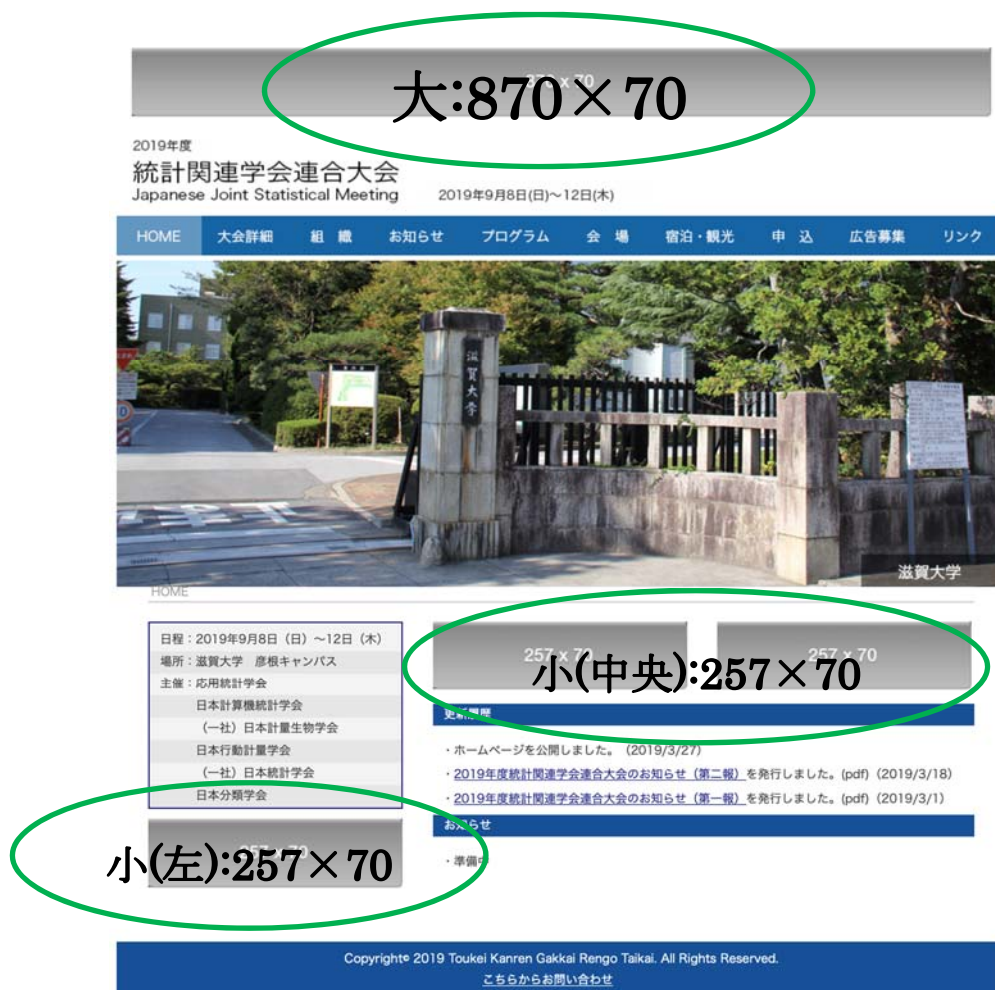 大:870×70
2019年度
統計関連学会連合大会
Japanese Joint Statistical Meeting 2019年9月8日(日)～12日(木)
HOME 大会詳細 組 織 お知らせ プログラム 会 場 宿泊・観光 申 込 広告募集 リンク
滋賀大学
滋賀大学
HOME
日程：2019年9月8日（日）～12日（木）
場所：滋賀大学 彦根キャンパス
主催：応用統計学会
日本計算機統計学会
（一社）日本計量生物学会
日本行動計量学会
（一社）日本統計学会
日本分類学会
257 x 70
257 x 70
小(中央):257×70
更新履歴
・ホームページを公開しました。（2019/3/27）
・2019年度統計関連学会連合大会のお知らせ（第二報）を発行しました。(pdf)（2019/3/18）
・2019年度統計関連学会連合大会のお知らせ（第一報）を発行しました。(pdf)（2019/3/1）
お知らせ
・準備中
小(左):257×70
Copyright© 2019 Toukei Kanren Gakkai Rengo Taikai. All Rights Reserved.
こちらからお問い合わせ